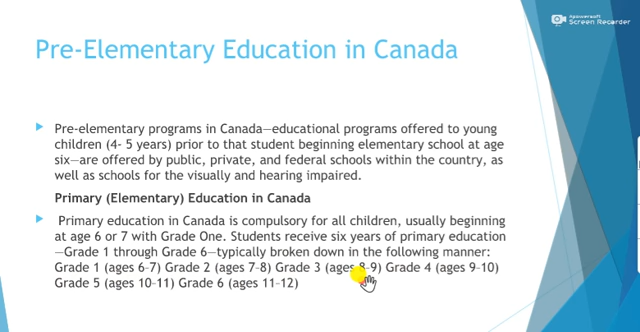 Apowersoft
Screen Recorder
Pre-Elementary Education in Canada
Pre-elementary programs in Canada—educational programs offered to young
children (4- 5 years) prior to that student beginning elementary school at age
six—are offered by public, private, and federal schools within the country, as
well as schools for the visually and hearing impaired.
Primary (Elementary) Education in Canada
Primary education in Canada is compulsory for all children, usually beginning
at age 6 or 7 with Grade One. Students receive six years of primary education
—Grade 1 through Grade 6—typically broken down in the following manner:
Grade 1 (ages 6-7) Grade 2 (ages 7-8) Grade 3 (ages 8-9) Grade 4 (ages 9-10)
Grade 5 (ages 10-11) Grade 6 (ages 11-12)